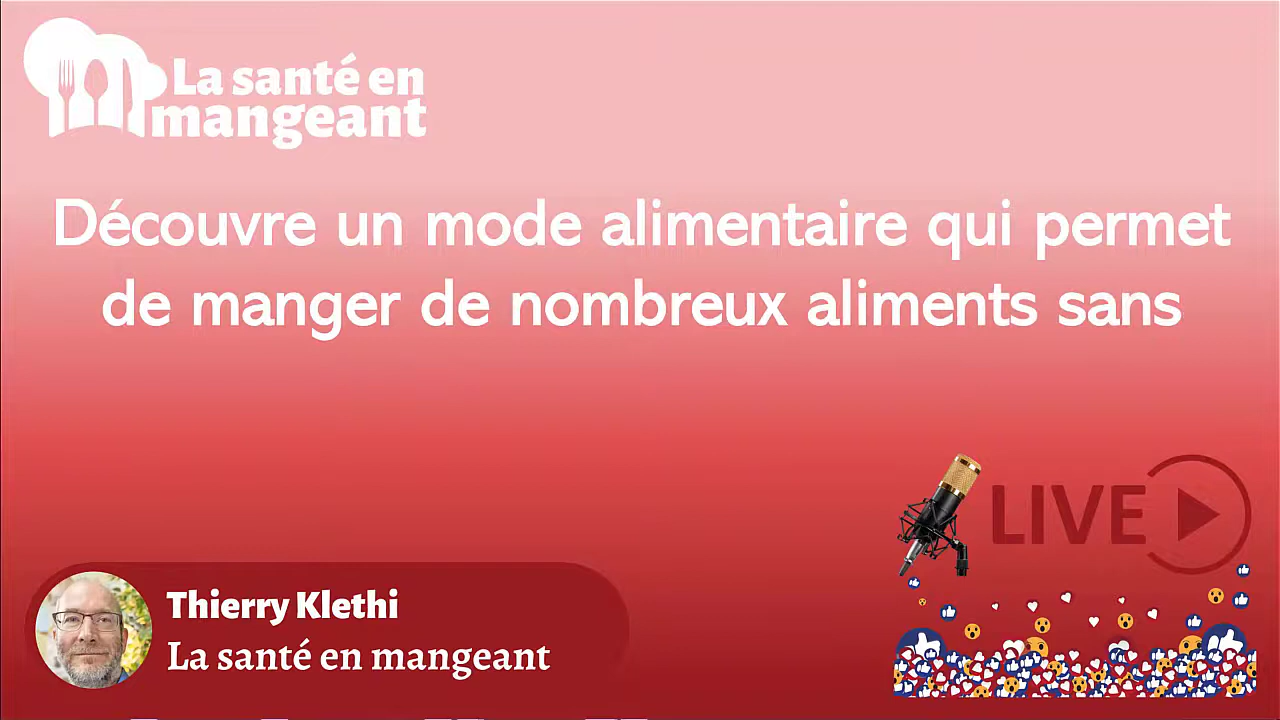 La santé en
mangeant
Découvre un mode alimentaire qui permet
de manger de nombreux aliments sans
LIVE
Thierry Klethi
La santé en mangeant